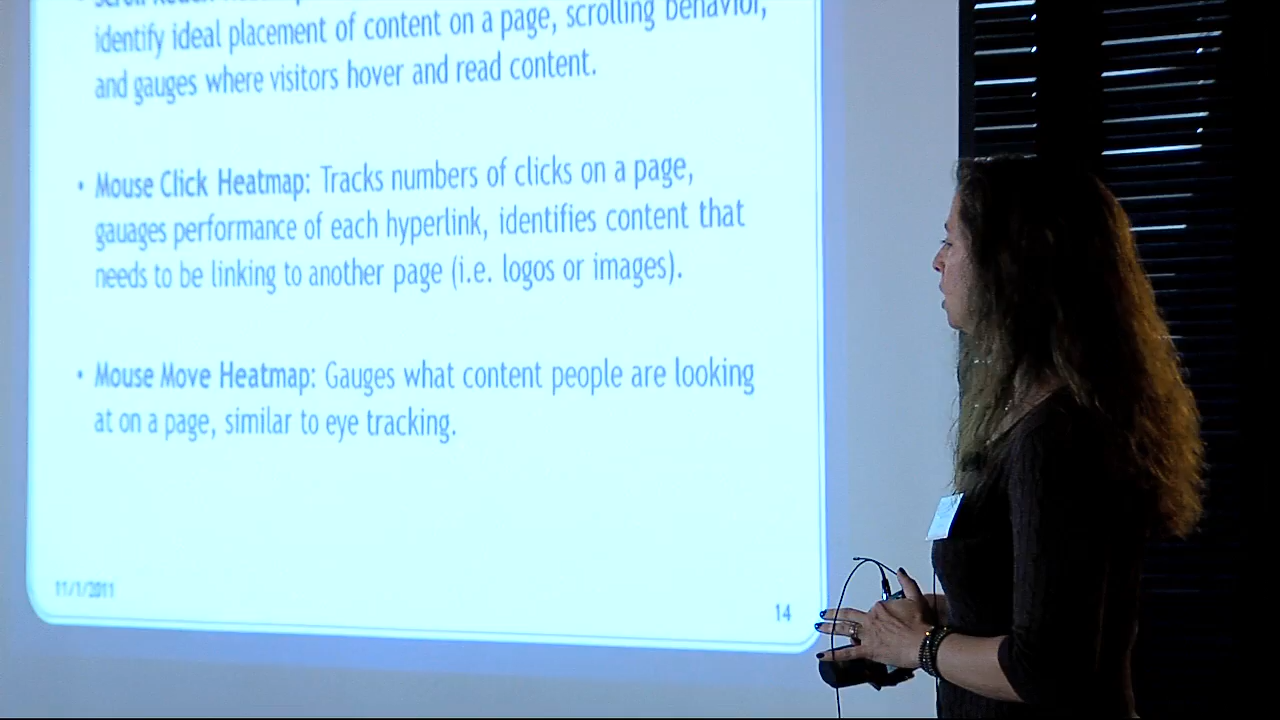 identify ideal placement of content on a page, scrolling behavior,
and gauges where visitors hover and read content.
• Mouse Click Heatmap: Tracks numbers of clicks on a page,
gauages performance of each hyperlink, identifies content that
needs to be linking to another page (i.e. logos or images).
• Mouse Move Heatmap: Gauges what content people are looking
at on a page, similar to eye tracking.
11/1/2011
14